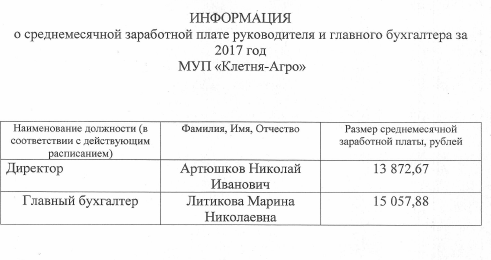 ИНФОРМАЦИЯ
о среднемесячной заработной плате руководителя и главного бухгалтера за
2017 год
МУП «Клетня-Агро»
Наименование должности (в
соответствии с действующим
расписанием)
Фамилия, Имя, Отчество
Размер среднемесячной
заработной платы, рублей
Директор
Артюшков Николай
Иванович
13 872,67
Главный бухгалтер
Литикова Марина
Николаевна
15 057,88